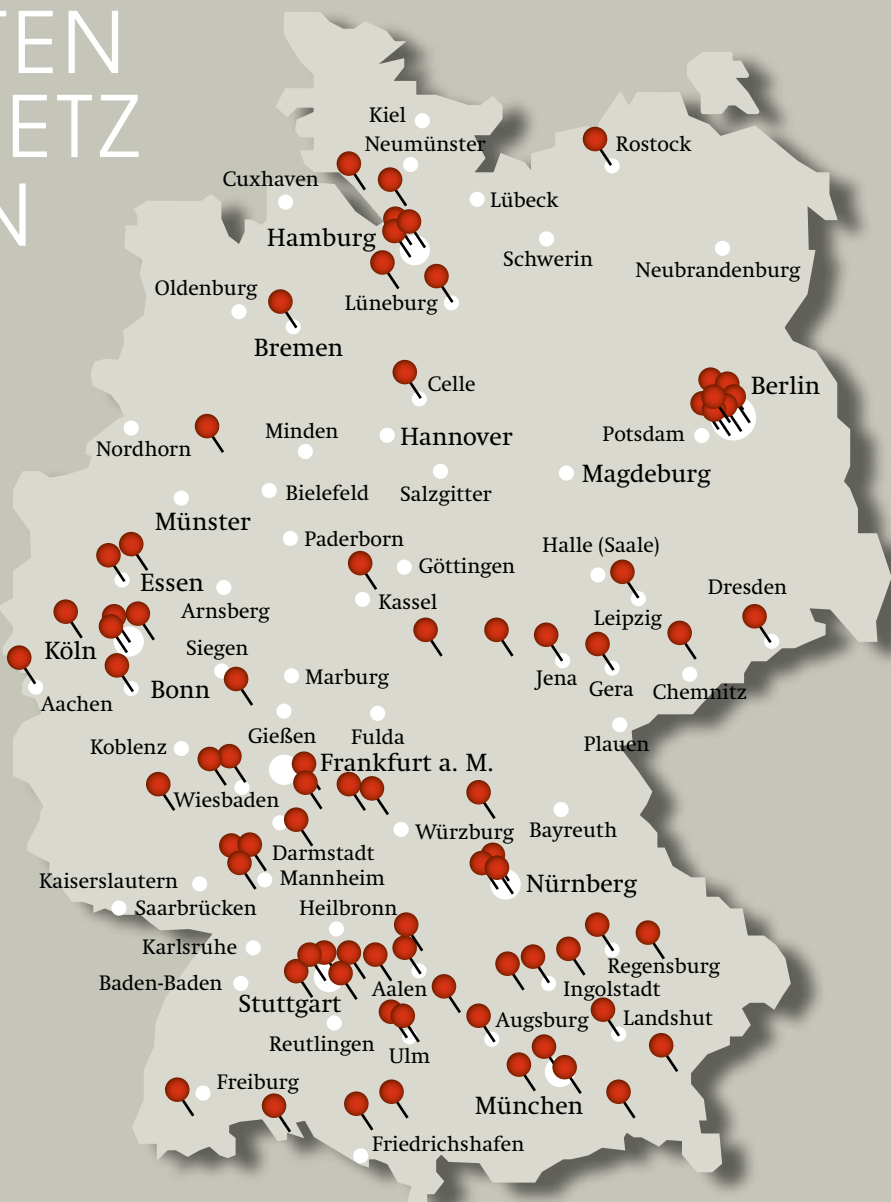 TEN
ETZ
N
Kiel
Neumünster
Rostock
Cuxhaven
Lübeck
Hamburg
Schwerin
Neubrandenburg
Oldenburg
Lüneburg
Bremen
Celle
Berlin
Nordhorn
Minden
Hannover
Potsdam
Magdeburg
Bielefeld
Salzgitter
Münster
Paderborn
Göttingen
Halle (Saale)
Essen
Arnsberg
Kassel
Leipzig
Dresden
Köln
Siegen
Marburg
Jena
Gera
Chemnitz
Aachen
Bonn
Gießen
Fulda
Plauen
Koblenz
Frankfurt a. M.
Wiesbaden
Würzburg
Bayreuth
Darmstadt
Kaiserslautern
Mannheim
Nürnberg
Saarbrücken
Heilbronn
Karlsruhe
Regensburg
Baden-Baden
Aalen
Ingolstadt
Stuttgart
Augsburg
Landshut
Reutlingen
Ulm
Freiburg
München
Friedrichshafen